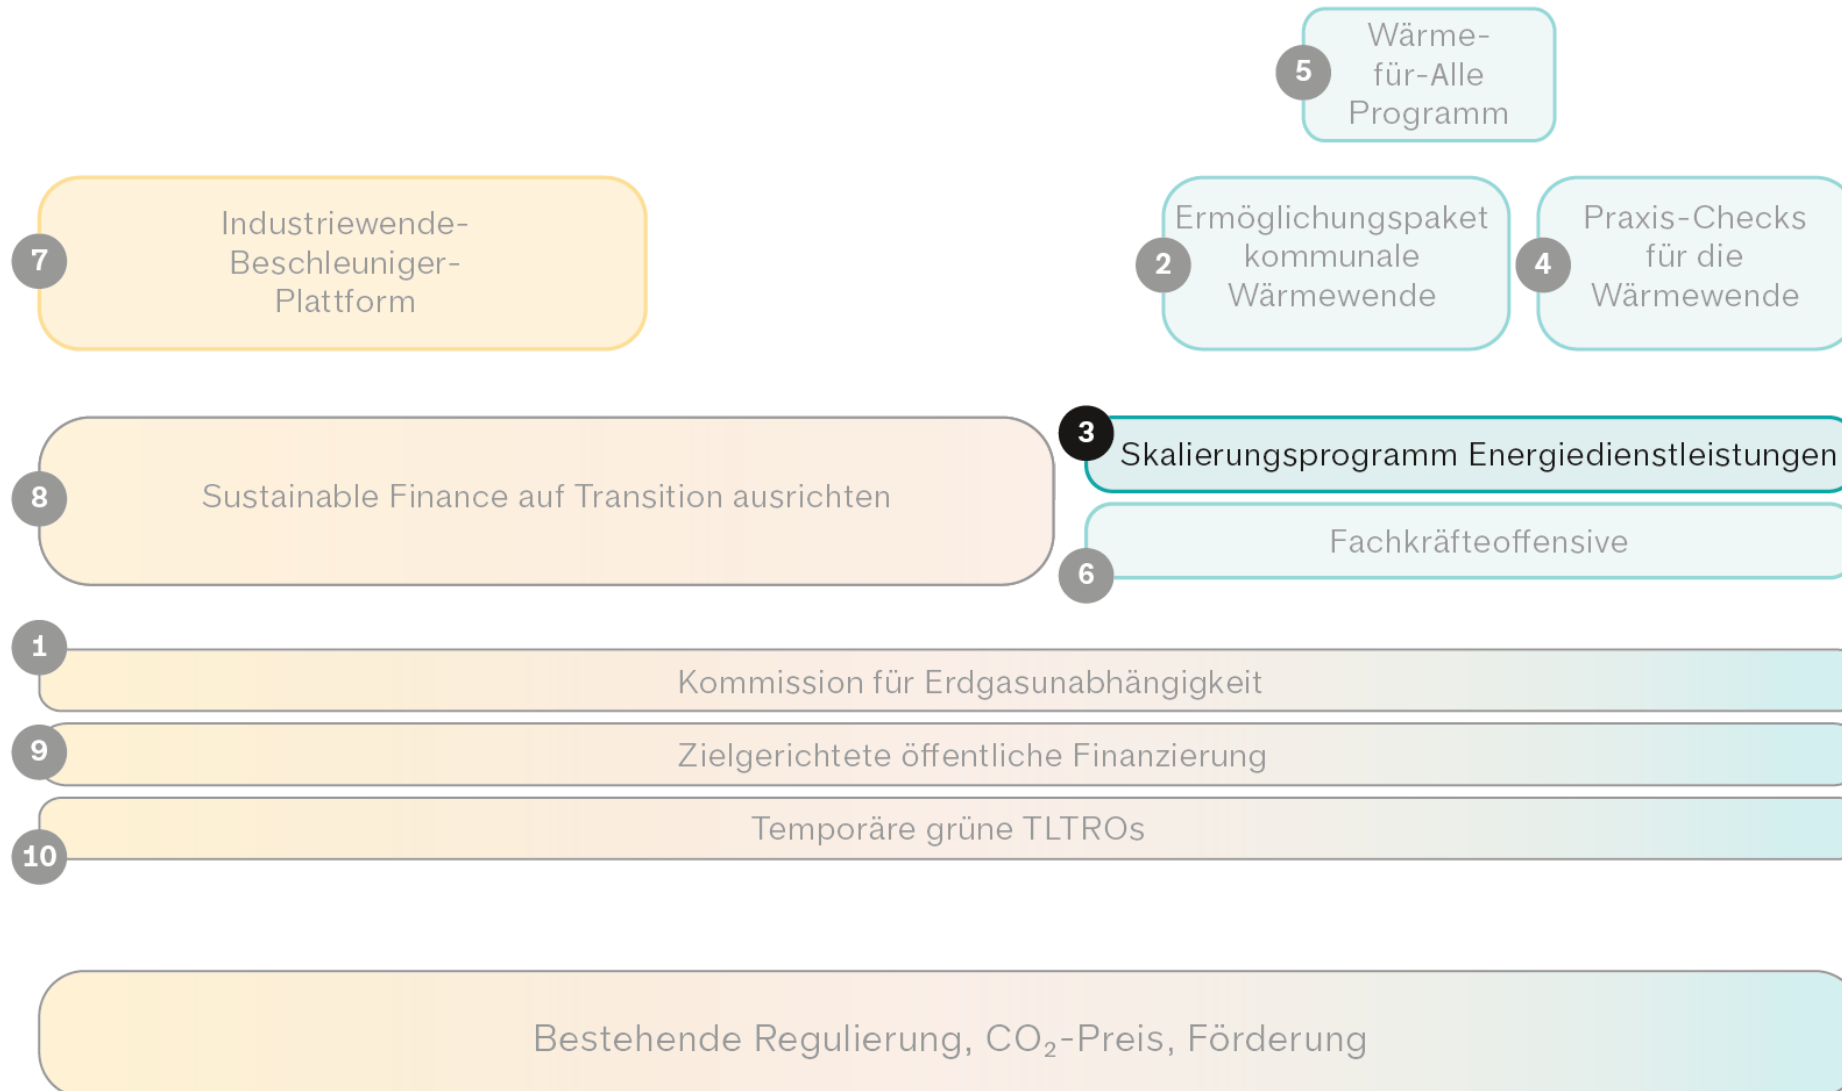 5
Wärme-
für-Alle
Programm
7
Industriewende-
Beschleuniger-
Plattform
2
Ermöglichungspaket
kommunale
Wärmewende
4
Praxis-Checks
für die
Wärmewende
8
Sustainable Finance auf Transition ausrichten
3
Skalierungsprogramm Energiedienstleistungen
6
Fachkräfteoffensive
1
Kommission für Erdgasunabhängigkeit
9
Zielgerichtete öffentliche Finanzierung
10
Temporäre grüne TLTROs
Bestehende Regulierung, CO₂-Preis, Förderung